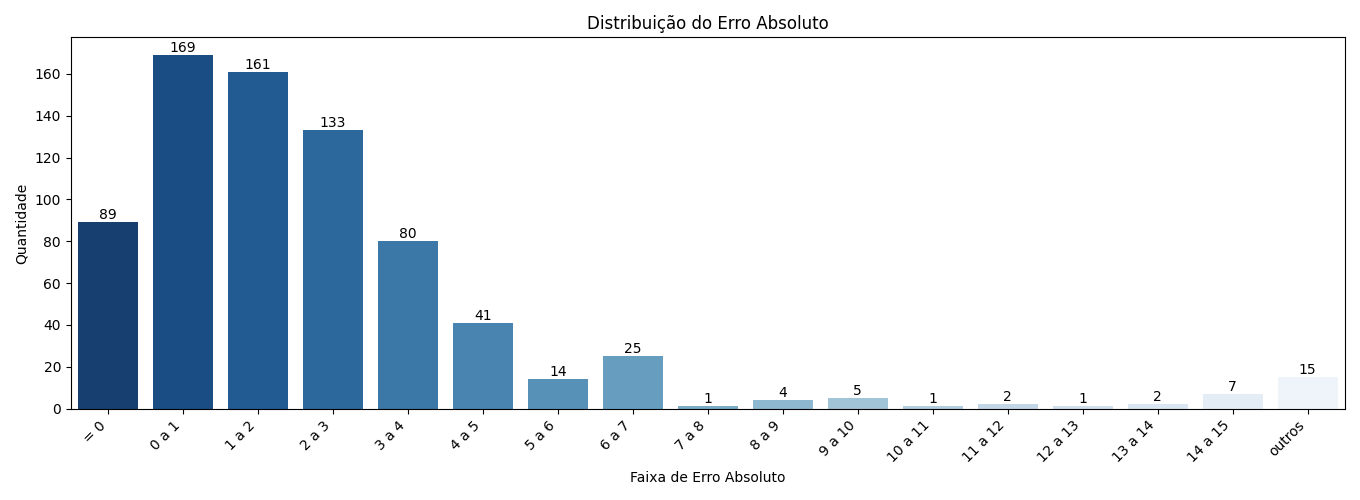 Distribuição do Erro Absoluto
Quantidade
160
140
120
100
80
60
40
20
0
89
169
161
133
80
41
14
25
1
4
5
1
2
1
2
7
15
= 0
0 a 1
1 a 2
2 a 3
3 a 4
4 a 5
5 a 6
6 a 7
7 a 8
8 a 9
9 a 10
10 a 11
11 a 12
12 a 13
13 a 14
14 a 15
outros
Faixa de Erro Absoluto